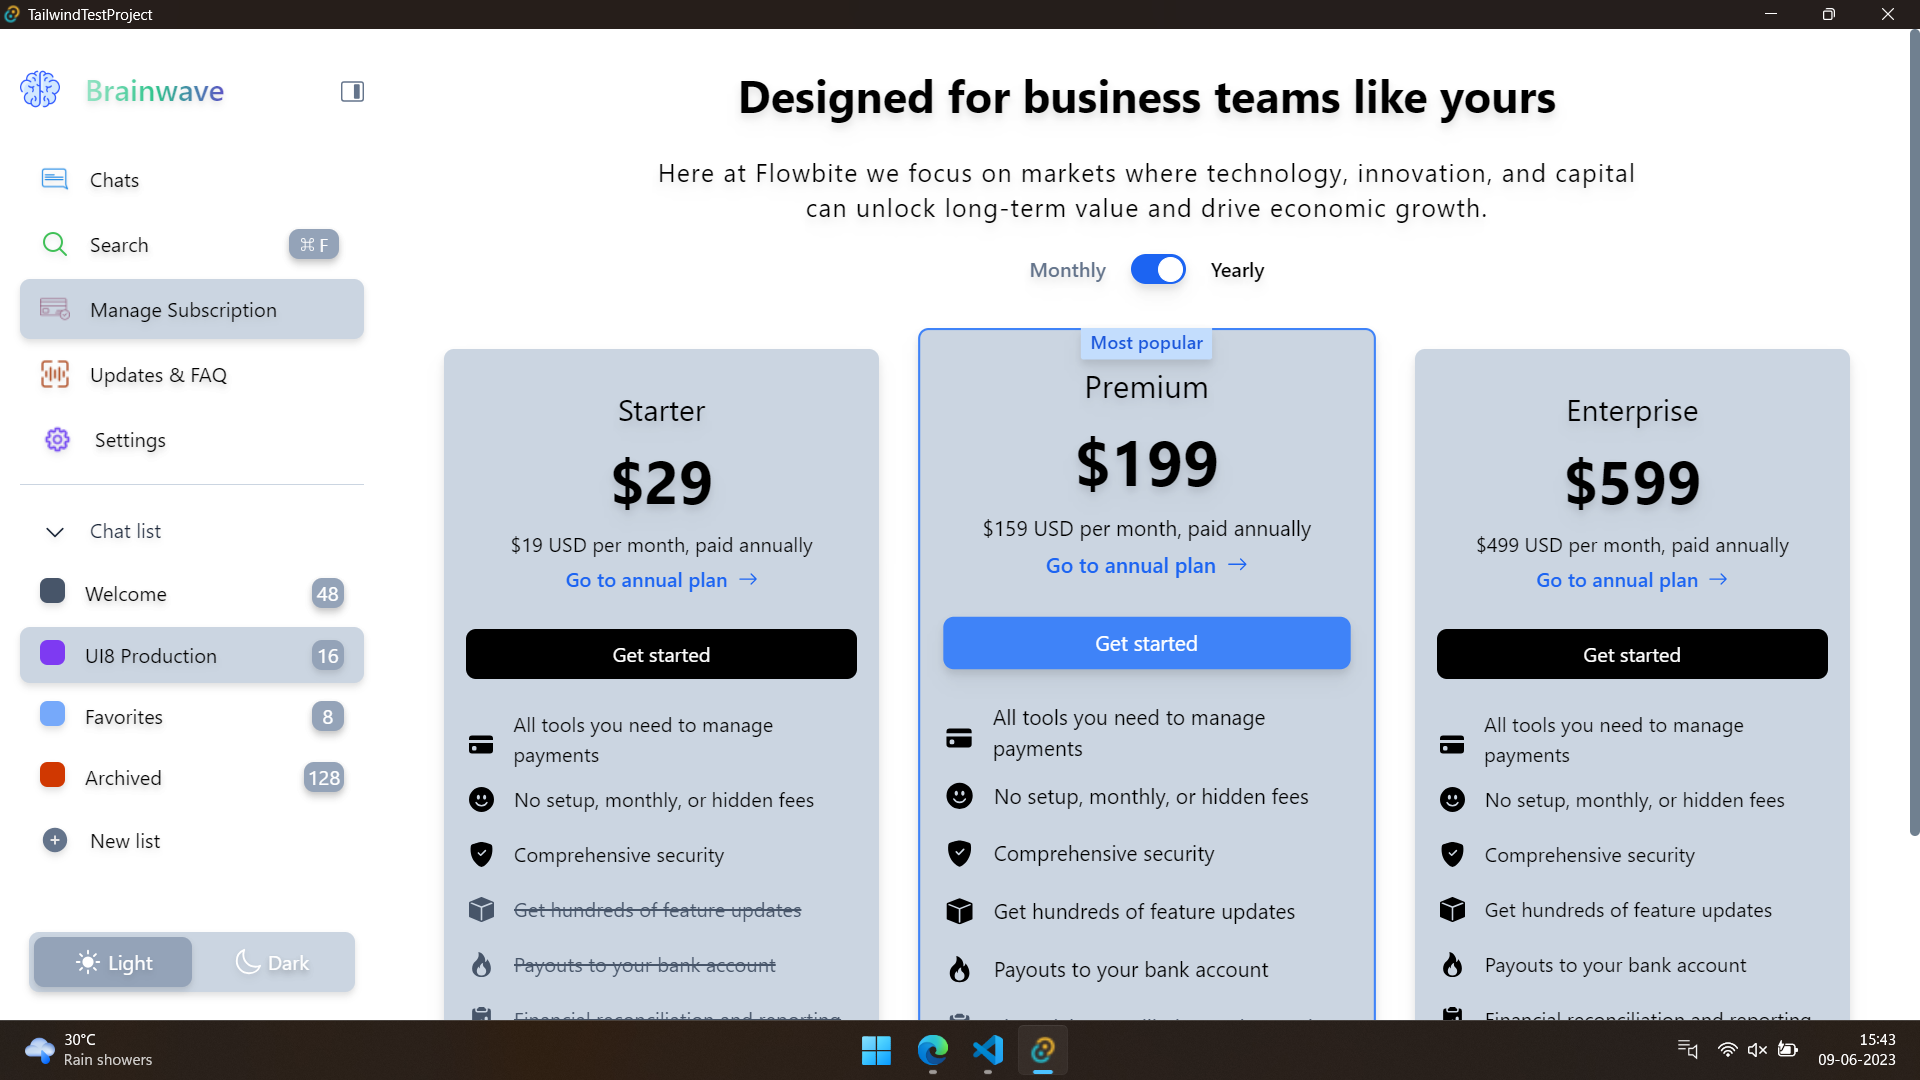 TailwindTestProject
Brainwave
Chats
Search
⌘ F
Manage Subscription
Updates & FAQ
Settings
Chat list
Welcome
48
UI8 Production
16
Favorites
8
Archived
128
New list
Light
Dark
Designed for business teams like yours
Here at Flowbite we focus on markets where technology, innovation, and capital
can unlock long-term value and drive economic growth.
Monthly
Yearly
Starter
$29
$19 USD per month, paid annually
Go to annual plan
Get started
All tools you need to manage
payments
No setup, monthly, or hidden fees
Comprehensive security
Get hundreds of feature updates
Payouts to your bank account
Financial reconciliation and reporting
Most popular
Premium
$199
$159 USD per month, paid annually
Go to annual plan
Get started
All tools you need to manage
payments
No setup, monthly, or hidden fees
Comprehensive security
Get hundreds of feature updates
Payouts to your bank account
Enterprise
$599
$499 USD per month, paid annually
Go to annual plan
Get started
All tools you need to manage
payments
No setup, monthly, or hidden fees
Comprehensive security
Get hundreds of feature updates
Payouts to your bank account
Financial reconciliation and reporting
30°C
Rain showers
15:43
09-06-2023